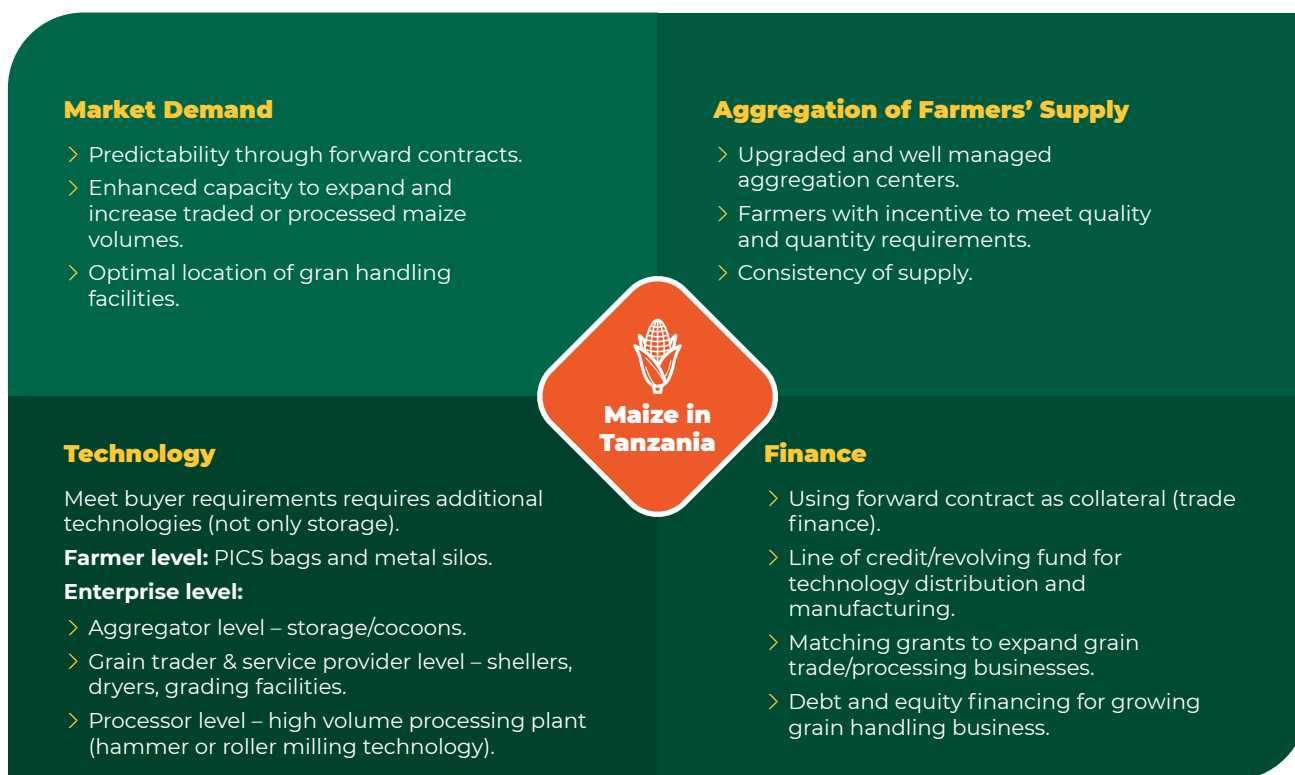 Market Demand
Predictability through forward contracts.
Enhanced capacity to expand and
increase traded or processed maize
volumes.
Optimal location of gran handling
facilities.
Aggregation of Farmers’ Supply
Upgraded and well managed
aggregation centers.
Farmers with incentive to meet quality
and quantity requirements.
Consistency of supply.
Maize in
Tanzania
Technology
Meet buyer requirements requires additional
technologies (not only storage).
Farmer level: PICS bags and metal silos.
Enterprise level:
Aggregator level – storage/cocoons.
Grain trader & service provider level – shellers,
dryers, grading facilities.
Processor level – high volume processing plant
(hammer or roller milling technology).
Finance
Using forward contract as collateral (trade
finance).
Line of credit/revolving fund for
technology distribution and
manufacturing.
Matching grants to expand grain
trade/processing businesses.
Debt and equity financing for growing
grain handling business.